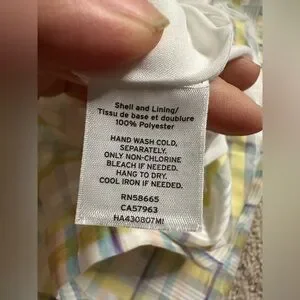 Shell and Lining/
Tissu de base et doublure
100% Polyester
HAND WASH COLD,
SEPARATELY.
ONLY NON-CHLORINE
BLEACH IF NEEDED.
HANG TO DRY.
COOL IRON IF NEEDED.
RN58665
CA57963
HA430807MI